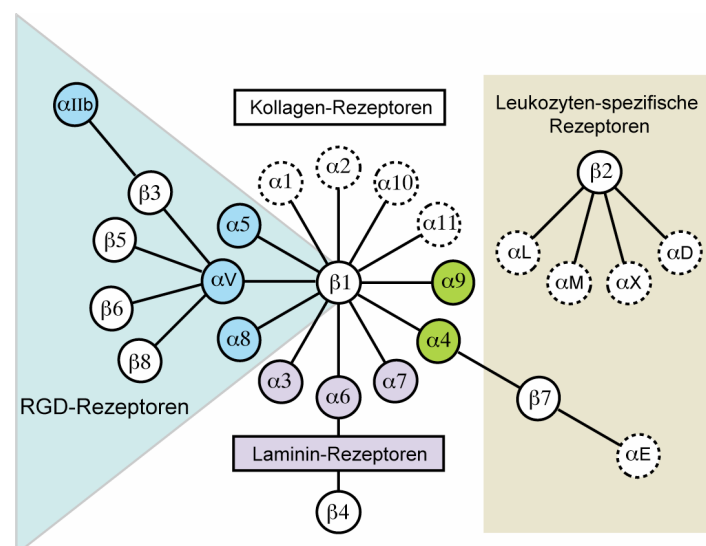 αIIb
Kollagen-Rezeptoren
Leukozyten-spezifische
Rezeptoren
β3
α1
α2
α10
β2
β5
α5
α11
αL
αM
αX
αD
αV
β1
α9
β6
β8
α8
α4
α3
α6
α7
β7
RGD-Rezeptoren
Laminin-Rezeptoren
αE
β4